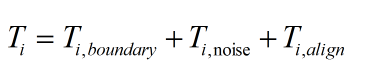 T_i = T_{i,boundary} + T_{i,noise} + T_{i,align}